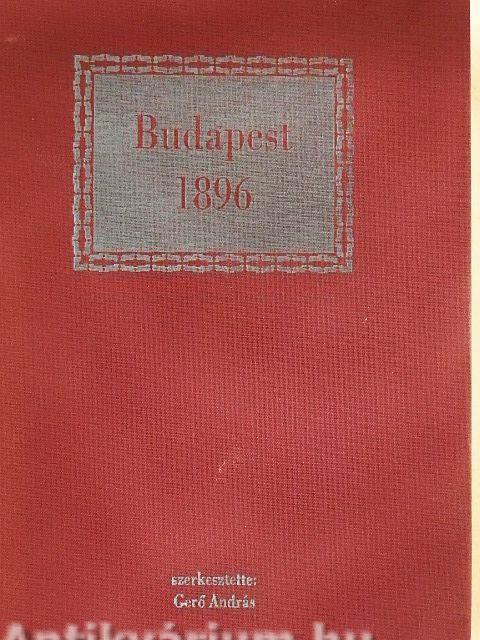 Budapest
1896
szerkesztette:
Gerő András
Antikvárium.hu